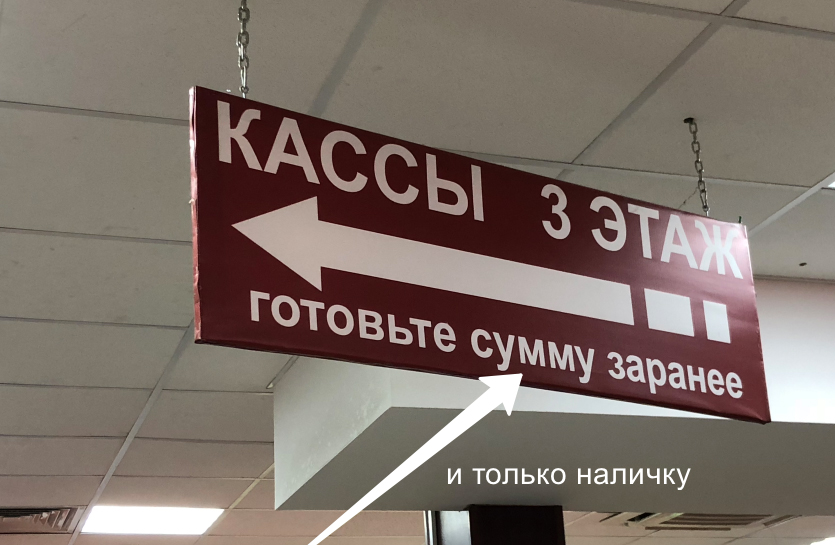 КАССЫ 3 ЭТАЖ
готовьте сумму заранее
и только наличку